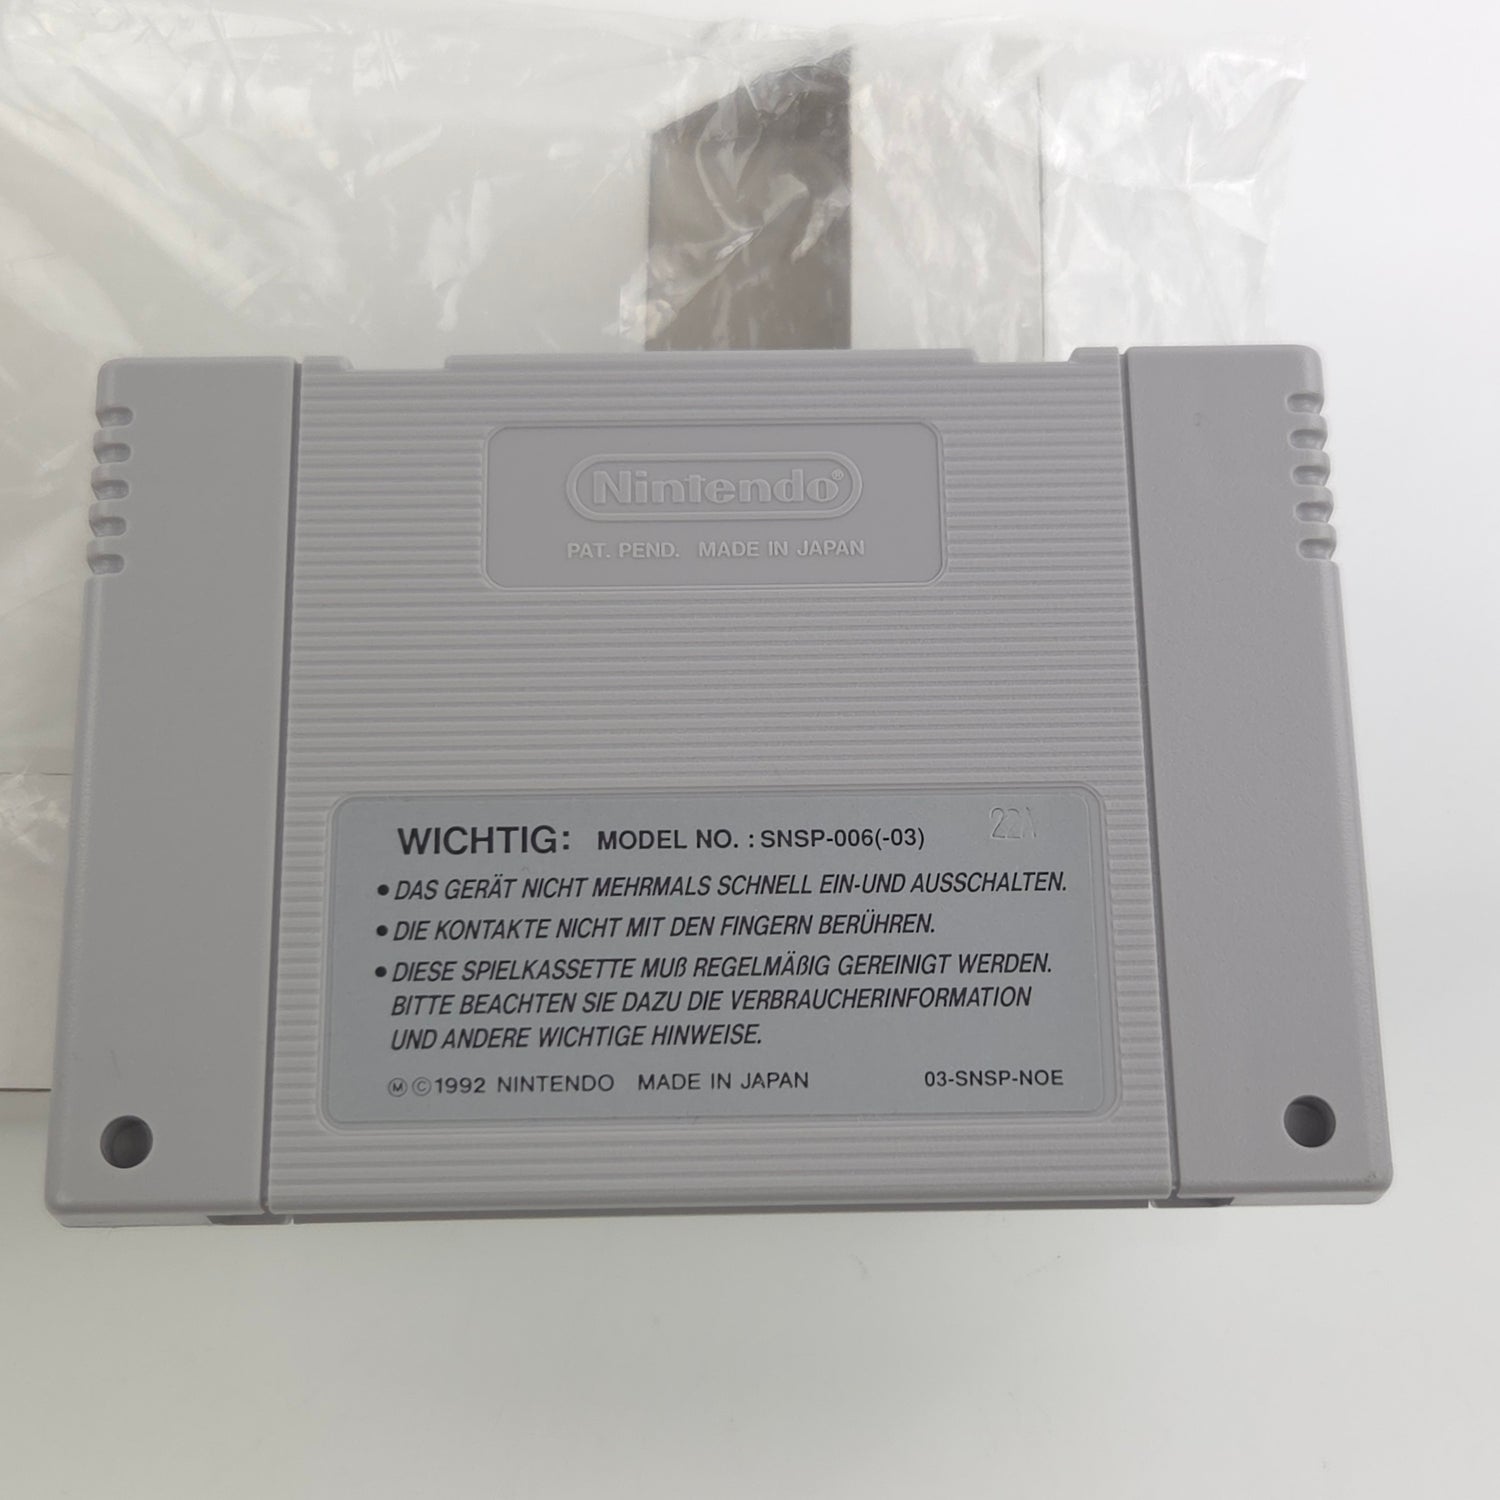 Nintendo®
PAT. PEND. MADE IN JAPAN
WICHTIG: MODEL NO. : SNSP-006(-03)
22A
• DAS GERÄT NICHT MEHRMALS SCHNELL EIN-UND AUSSCHALTEN.
• DIE KONTAKTE NICHT MIT DEN FINGERN BERÜHREN.
• DIESE SPIELKASSETTE MUß REGELMÄßIG GEREINIGT WERDEN.
BITTE BEACHTEN SIE DAZU DIE VERBRAUCHERINFORMATION
UND ANDERE WICHTIGE HINWEISE.
Ⓜ©1992 NINTENDO MADE IN JAPAN 03-SNSP-NOE